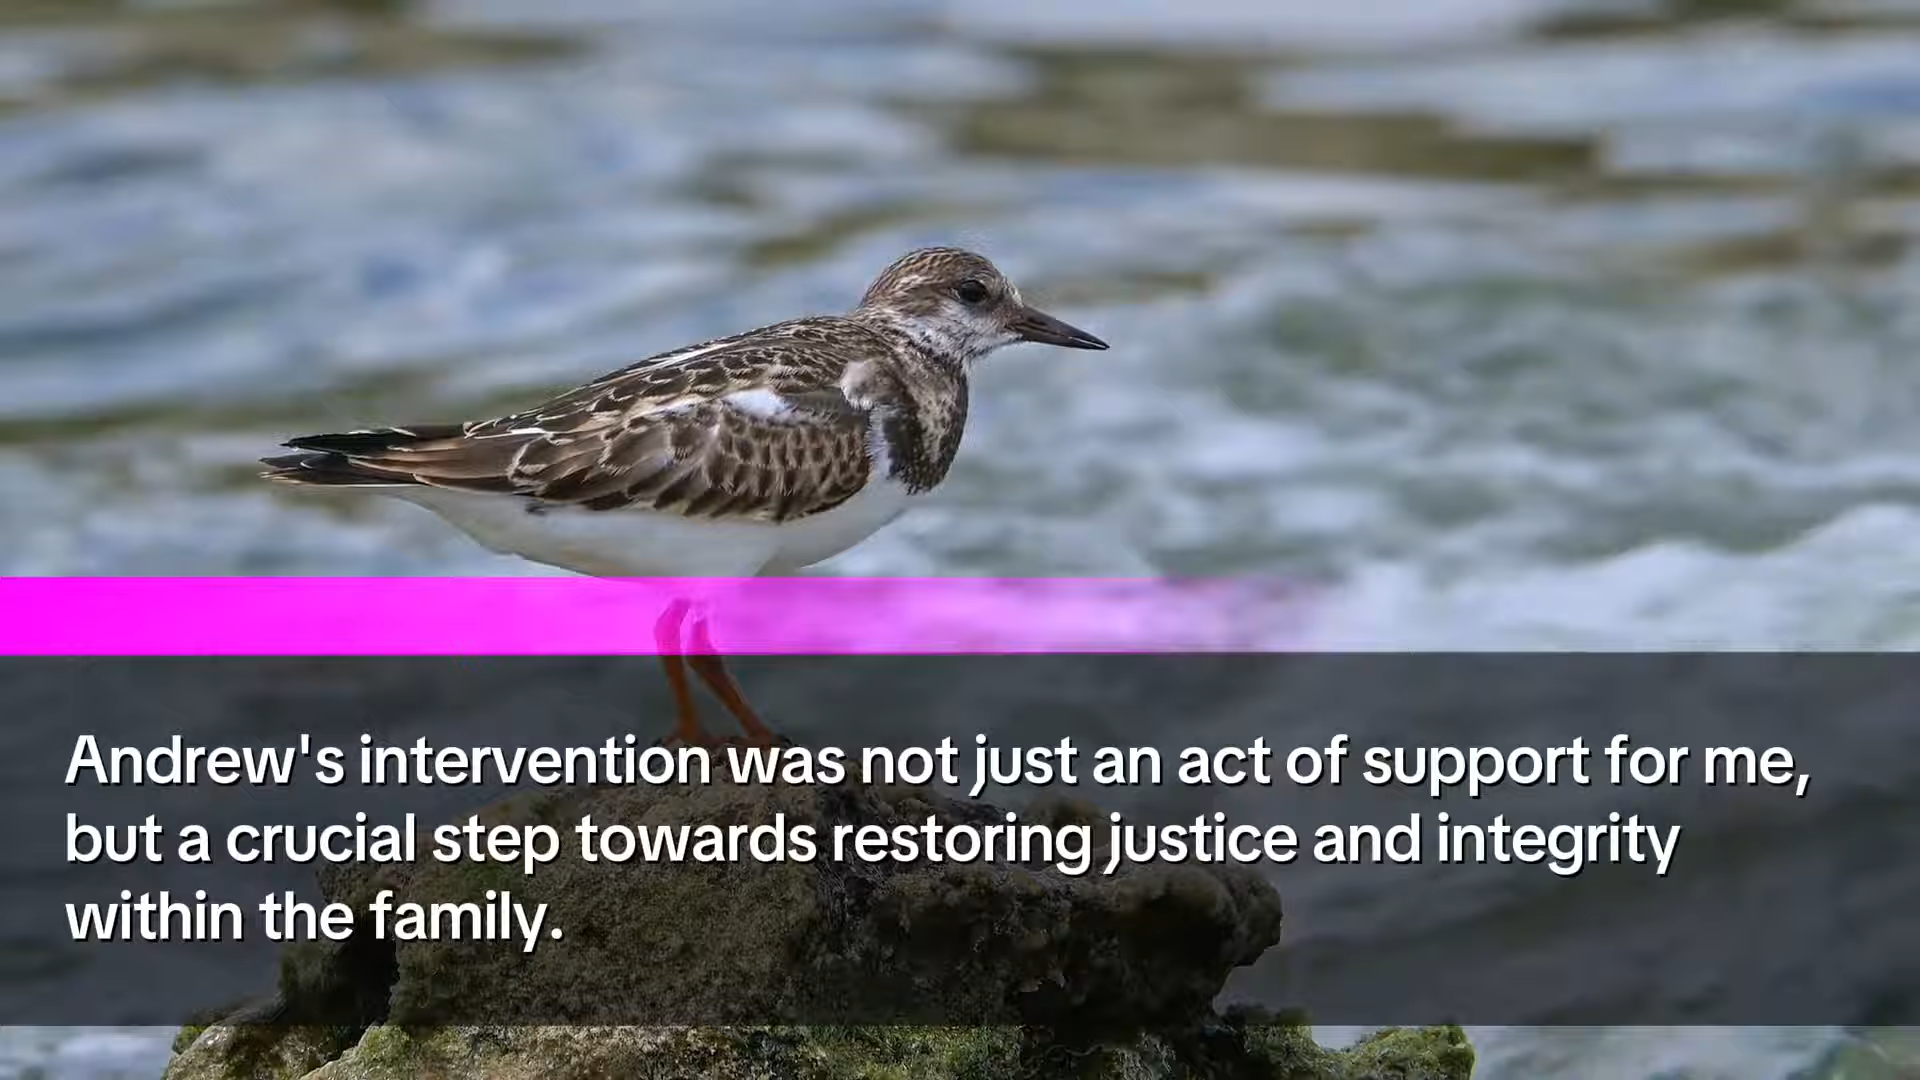 Andrew's intervention was not just an act of support for me,
but a crucial step towards restoring justice and integrity
within the family.